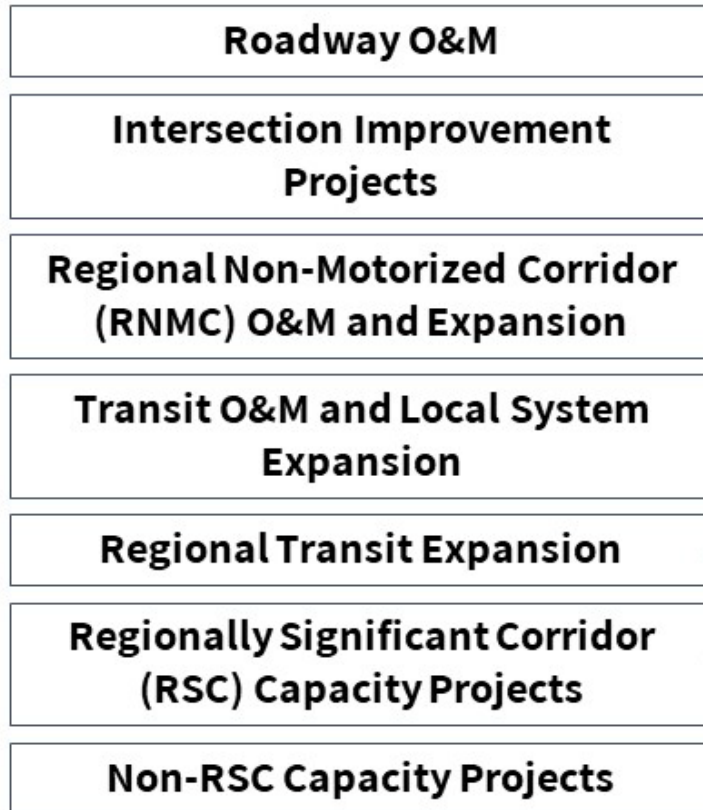 Roadway O&M
Intersection Improvement
Projects
Regional Non-Motorized Corridor
(RNMC) O&M and Expansion
Transit O&M and Local System
Expansion
Regional Transit Expansion
Regionally Significant Corridor
(RSC) Capacity Projects
Non-RSC Capacity Projects